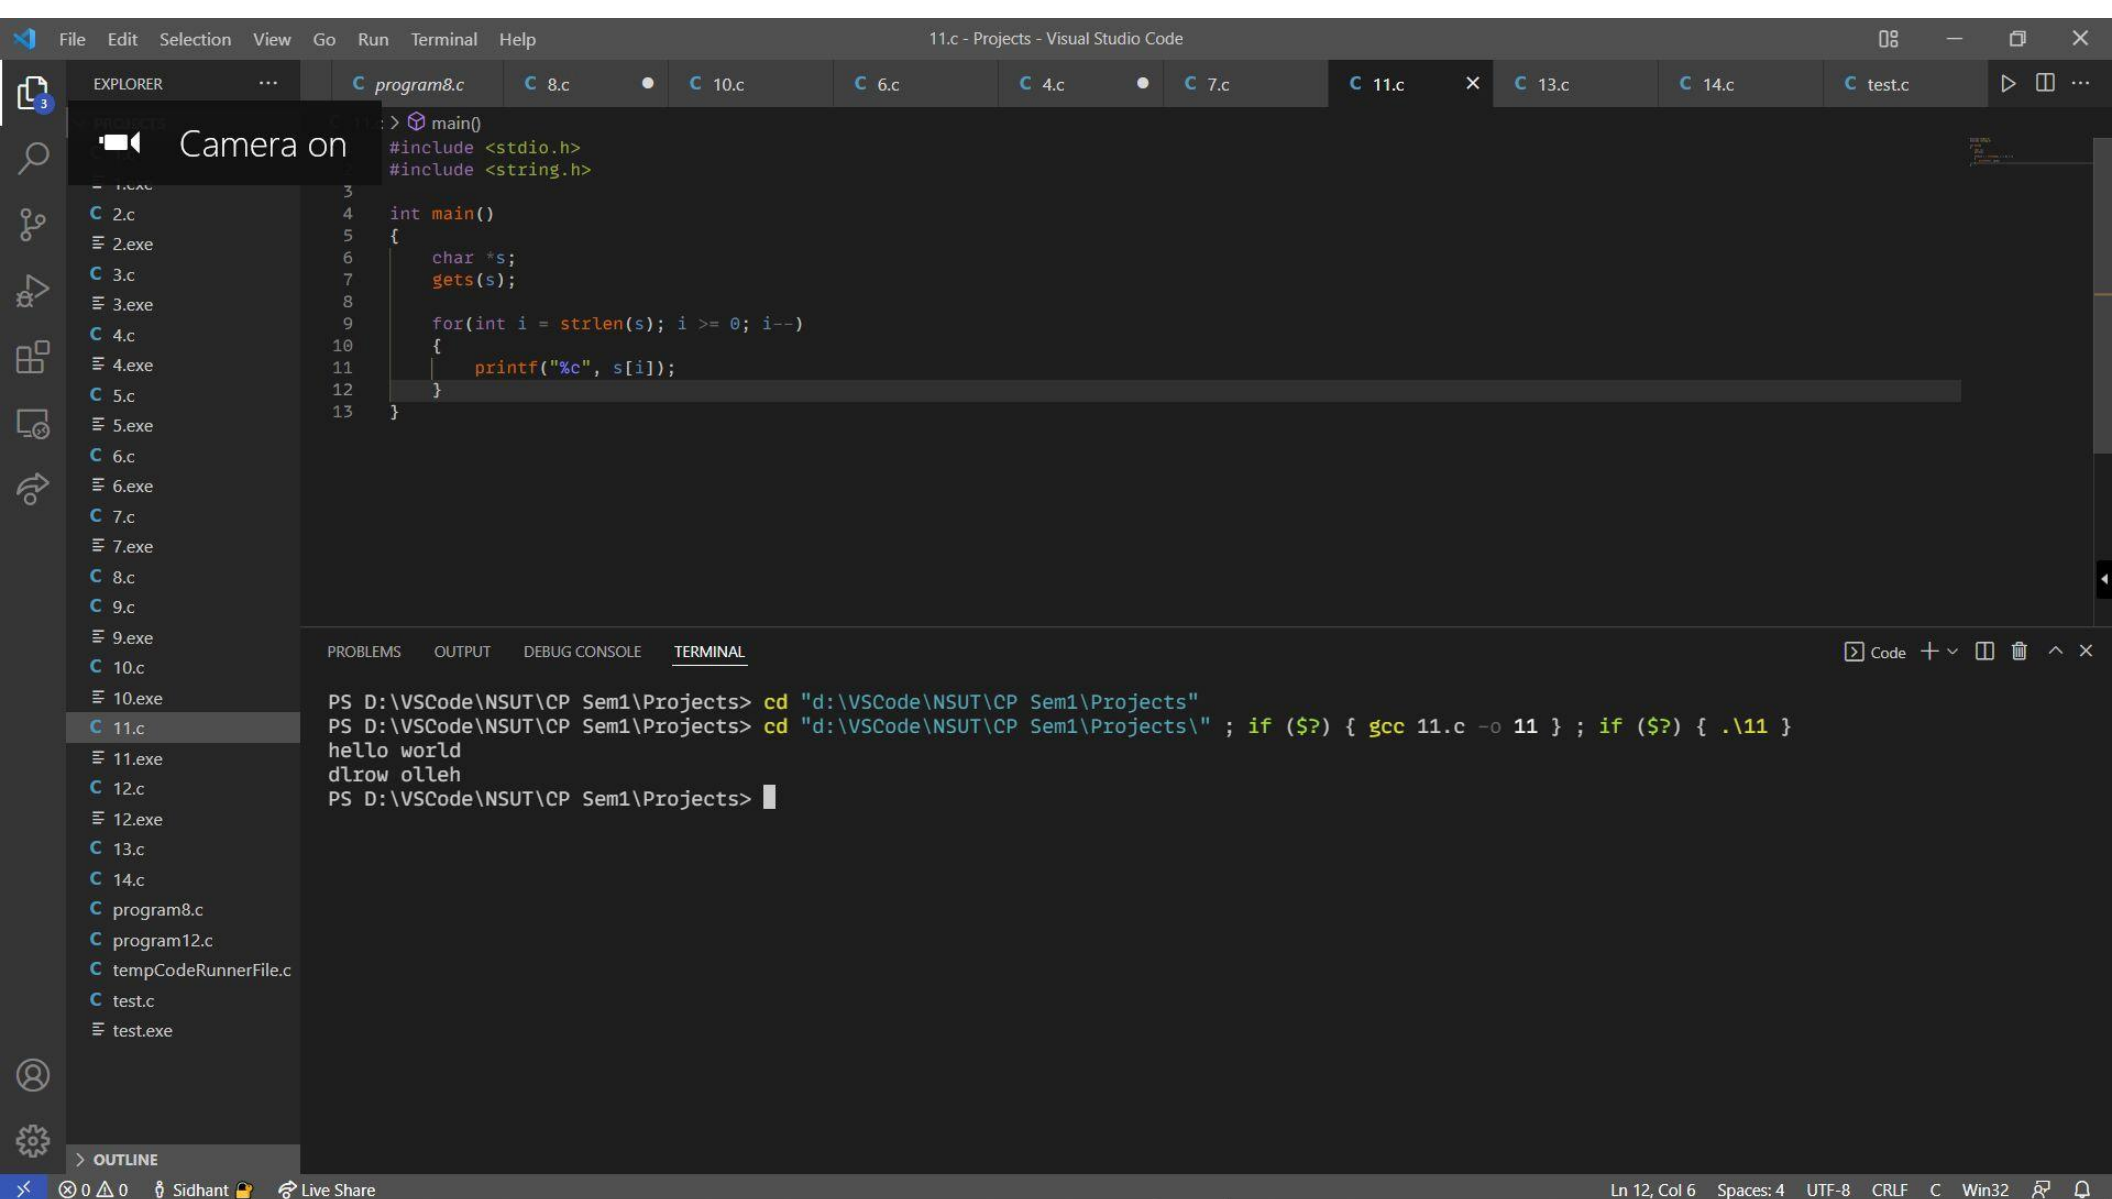 File Edit Selection View Go Run Terminal Help 11.c - Projects - Visual Studio Code
EXPLORER ... program8.c C 8.c C 10.c C 6.c C 4.c C 7.c C 11.c C 13.c C 14.c C test.c
3
Camera on
> main()
#include <stdio.h>
#include <string.h>
3
4 int main()
5 {
6 char *s;
7 gets(s);
8
9 for(int i = strlen(s); i >= 0; i--)
10 {
11 printf("%c", s[i]);
12 }
13 }
1.exe
C 2.c
2.exe
C 3.c
3.exe
C 4.c
4.exe
C 5.c
5.exe
C 6.c
6.exe
C 7.c
7.exe
C 8.c
C 9.c
9.exe
C 10.c
10.exe
C 11.c
11.exe
C 12.c
12.exe
C 13.c
C 14.c
C program8.c
C program12.c
C tempCodeRunnerFile.c
C test.c
test.exe
OUTLINE
PROBLEMS OUTPUT DEBUG CONSOLE TERMINAL Code
PS D:\VSCode\NSUT\CP Sem1\Projects> cd "d:\VSCode\NSUT\CP Sem1\Projects"
PS D:\VSCode\NSUT\CP Sem1\Projects> cd "d:\VSCode\NSUT\CP Sem1\Projects\" ; if ($?) { gcc 11.c -o 11 } ; if ($?) { .\11 }
hello world
dlrow olleh
PS D:\VSCode\NSUT\CP Sem1\Projects>
0 0 Sidhant Live Share Ln 12, Col 6 Spaces: 4 UTF-8 CRLF C Win32